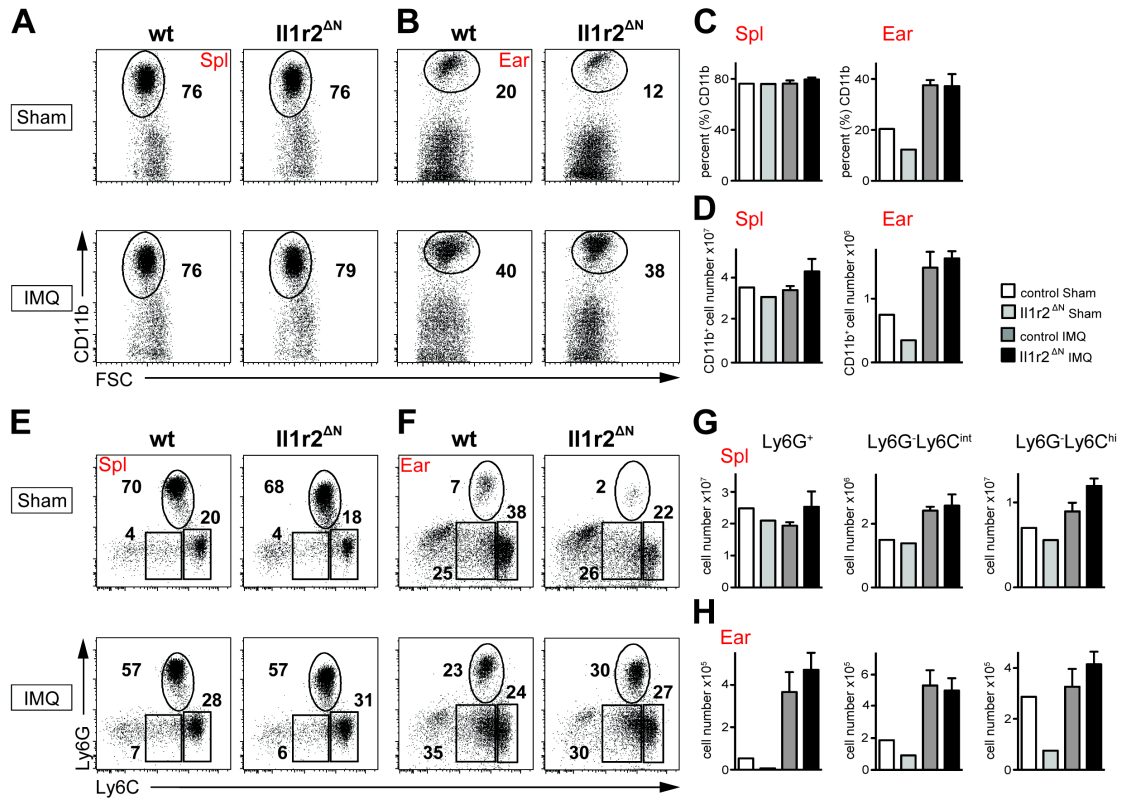 A B C
wt Il1r2ΔN wt Il1r2ΔN
Spl Ear Spl Ear
Sham
76 76 20 12
percent (%) CD11b
80
40
0
percent (%) CD11b
40
20
0
D
Spl Ear
IMQ
76 79 40 38
CD11b
FSC
CD11b+ cell number x10⁷
4
2
0
CD11b+ cell number x10⁶
1
0
control Sham
Il1r2ΔN Sham
control IMQ
Il1r2ΔN IMQ
E F G
wt Il1r2ΔN wt Il1r2ΔN
Ly6G+ Ly6G-Ly6Cint Ly6G-Ly6Chi
Spl Ear Spl
Sham
70 4 20
68 4 18
7 38 25
2 22 26
cell number x10⁷
3
2
1
0
cell number x10⁶
2
0
cell number x10⁷
1
0
H
Ear
IMQ
57 28 7
57 31 6
23 24 35
30 27 30
Ly6G
Ly6C
cell number x10⁵
4
2
0
cell number x10⁵
6
4
2
0
cell number x10⁵
4
2
0